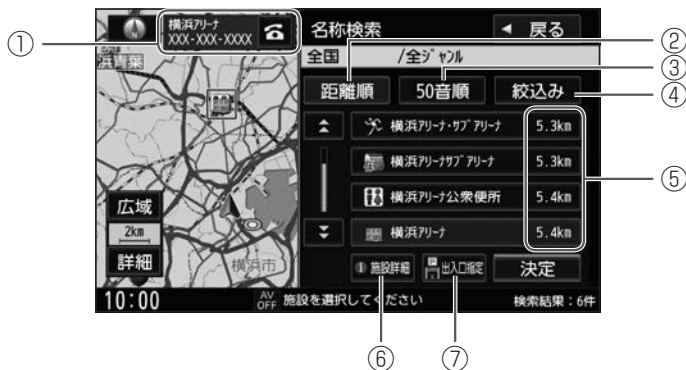 ①
横浜アリーナ
XXX-XXX-XXXX
名称検索
戻る
②
浜青葉
全国 /全ジャンル
③
距離順 50音順 絞込み
④
横浜アリーナ・サブアリーナ 5.3km
横浜アリーナサブアリーナ 5.3km
⑤
横浜アリーナ公衆便所 5.4km
横浜アリーナ 5.4km
広域
2km
詳細
横浜市
施設詳細 出入口指定 決定
10:00
AV OFF
施設を選択してください
検索結果:6件
⑥ ⑦